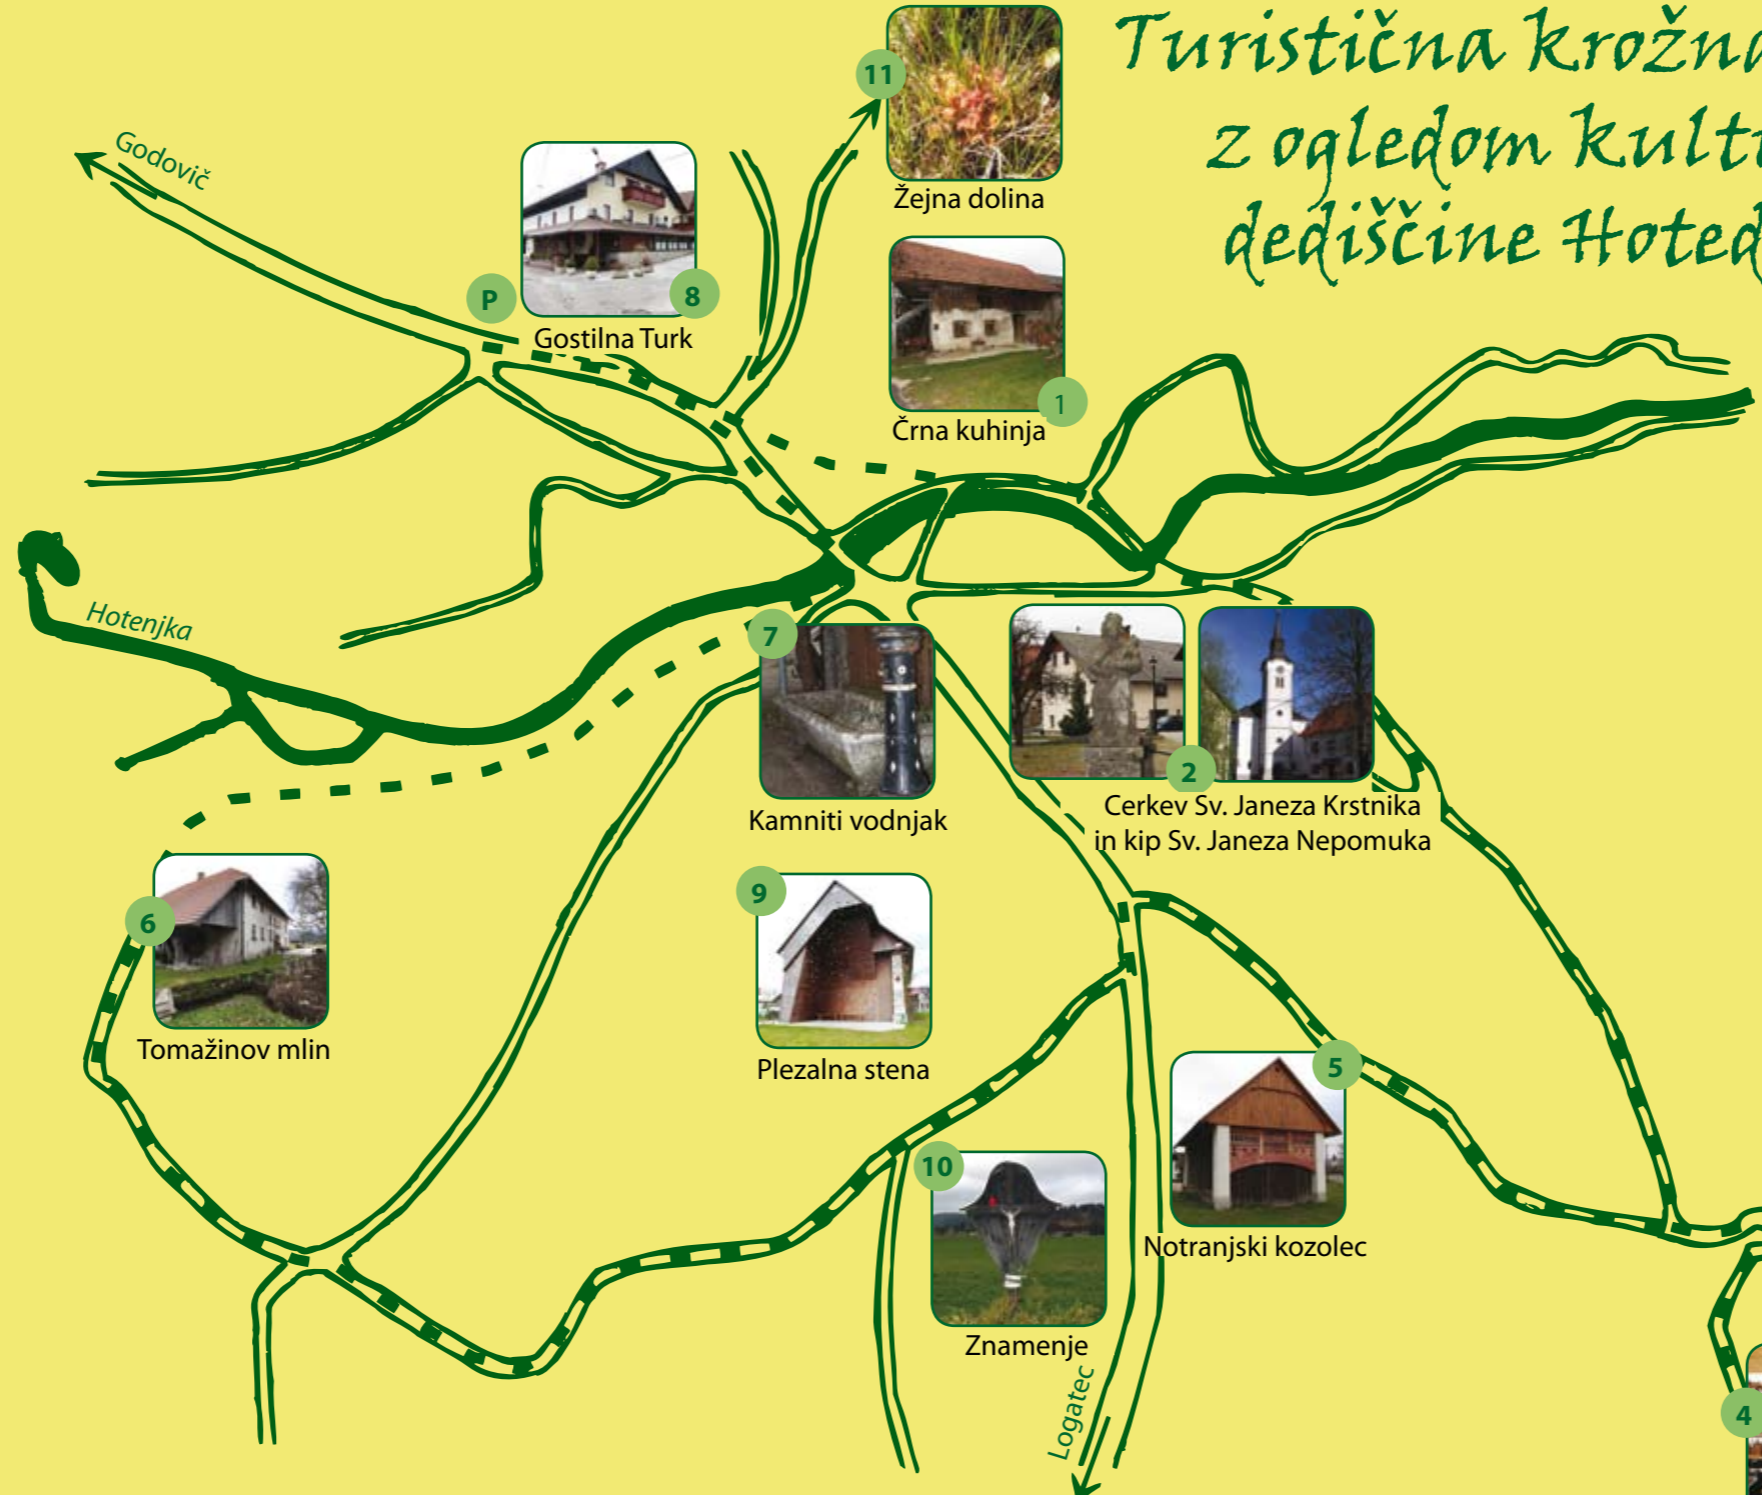 Turistična krožna
z ogledom kultu
dediščine Hoted
11
Žejna dolina
Godovič
P
8
Gostilna Turk
1
Črna kuhinja
Hotenjka
7
Kamniti vodnjak
2
Cerkev Sv. Janeza Krstnika
in kip Sv. Janeza Nepomuka
6
Tomažinov mlin
9
Plezalna stena
5
Notranjski kozolec
10
Znamenje
Logatec
4